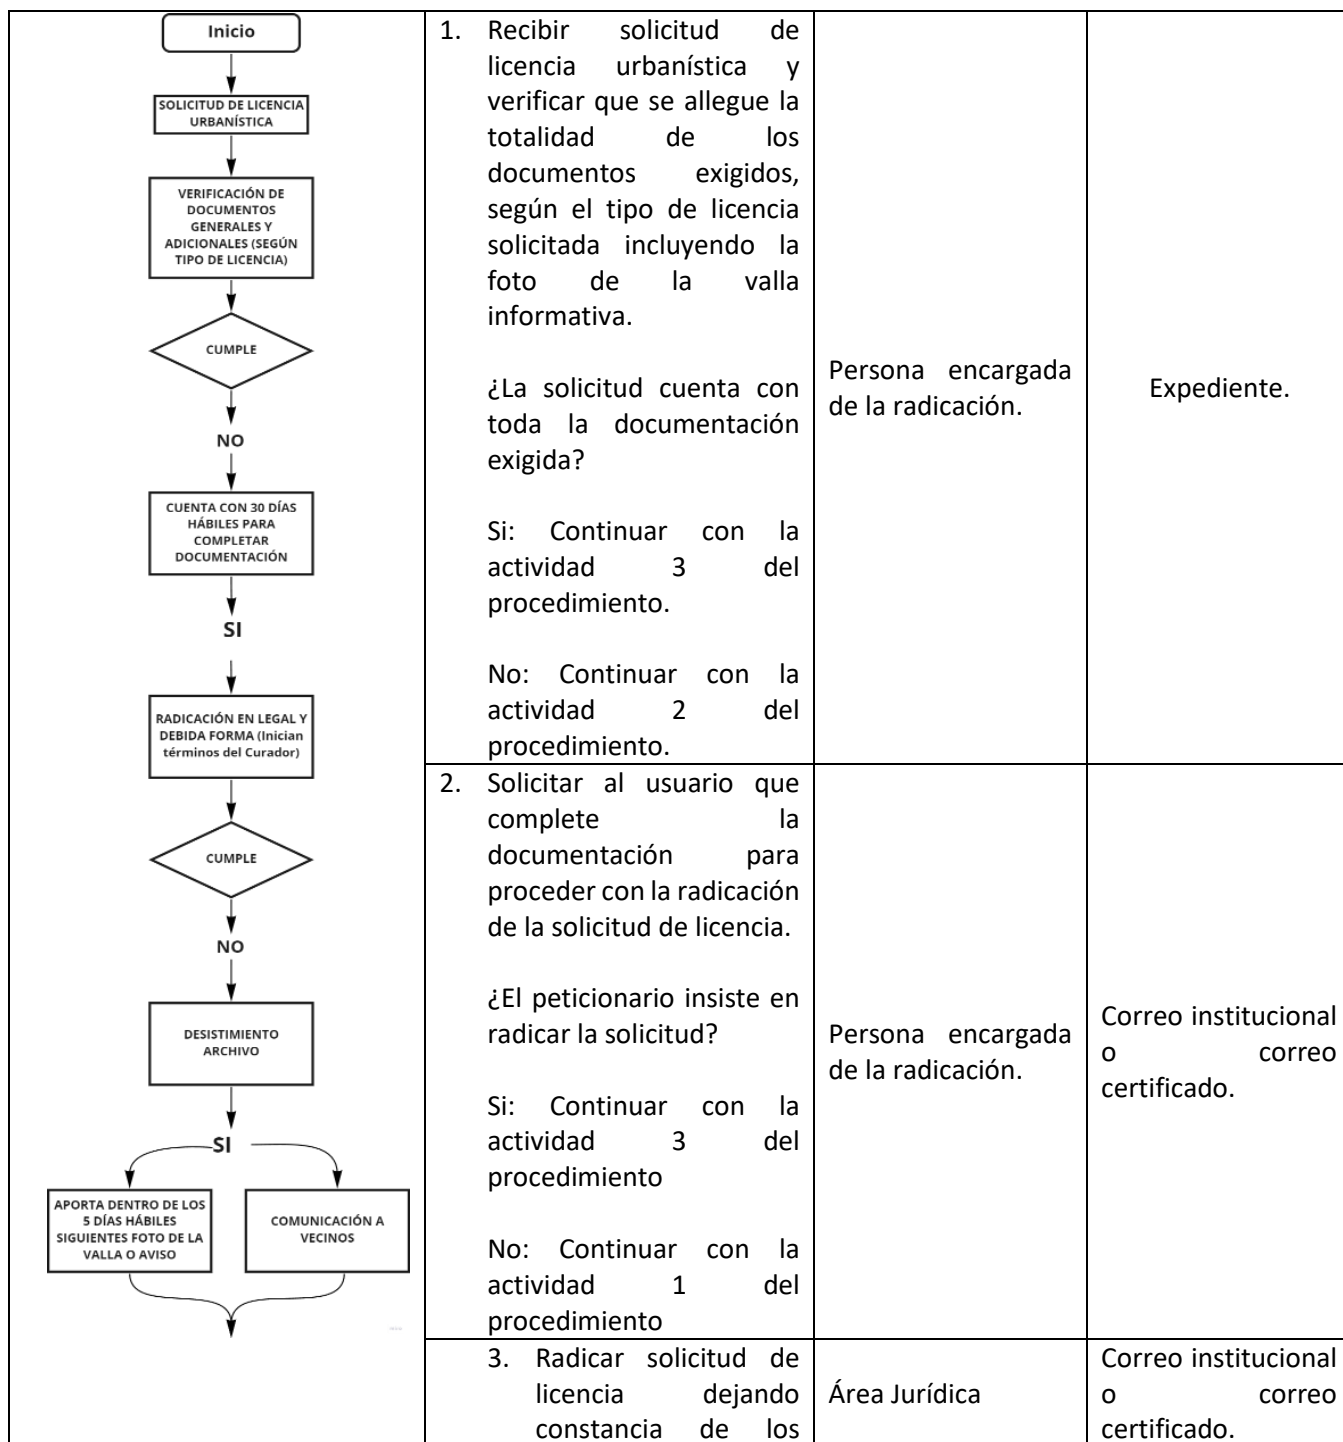 Inicio
SOLICITUD DE LICENCIA
URBANÍSTICA
VERIFICACIÓN DE
DOCUMENTOS
GENERALES Y
ADICIONALES (SEGÚN
TIPO DE LICENCIA)
CUMPLE
NO
CUENTA CON 30 DÍAS
HÁBILES PARA
COMPLETAR
DOCUMENTACIÓN
SI
RADICACIÓN EN LEGAL Y
DEBIDA FORMA (Inician
términos del Curador)
CUMPLE
NO
DESISTIMIENTO
ARCHIVO
SI
APORTA DENTRO DE LOS
5 DÍAS HÁBILES
SIGUIENTES FOTO DE LA
VALLA O AVISO
COMUNICACIÓN A
VECINOS
1. Recibir solicitud de
licencia urbanística y
verificar que se allegue la
totalidad de los
documentos exigidos,
según el tipo de licencia
solicitada incluyendo la
foto de la valla
informativa.
¿La solicitud cuenta con
toda la documentación
exigida?
Si: Continuar con la
actividad 3 del
procedimiento.
No: Continuar con la
actividad 2 del
procedimiento.
Persona encargada
de la radicación.
Expediente.
2. Solicitar al usuario que
complete la
documentación para
proceder con la radicación
de la solicitud de licencia.
¿El peticionario insiste en
radicar la solicitud?
Si: Continuar con la
actividad 3 del
procedimiento
No: Continuar con la
actividad 1 del
procedimiento
Persona encargada
de la radicación.
Correo institucional
o correo
certificado.
3. Radicar solicitud de
licencia dejando
constancia de los
Área Jurídica
Correo institucional
o correo
certificado.